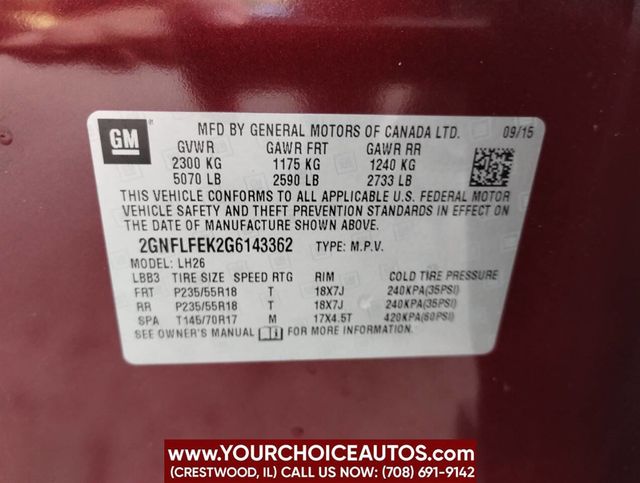 GM
MFD BY GENERAL MOTORS OF CANADA LTD. 09/15
GVWR GAWR FRT GAWR RR
2300 KG 1175 KG 1240 KG
5070 LB 2590 LB 2733 LB
THIS VEHICLE CONFORMS TO ALL APPLICABLE U.S. FEDERAL MOTOR
VEHICLE SAFETY AND THEFT PREVENTION STANDARDS IN EFFECT ON
THE DATE OF MANUFACTURE SHOWN ABOVE.
2GNFLFEK2G6143362 TYPE: M.P.V.
MODEL: LH26
LBB3 TIRE SIZE SPEED RTG RIM COLD TIRE PRESSURE
FRT P235/55R18 T 18X7J 240KPA(35PSI)
RR P235/55R18 T 18X7J 240KPA(35PSI)
SPA T145/70R17 M 17X4.5T 420KPA(60PSI)
SEE OWNER'S MANUAL FOR MORE INFORMATION.
WWW.YOURCHOICEAUTOS.COM
(CRESTWOOD, IL) CALL US NOW: (708) 691-9142